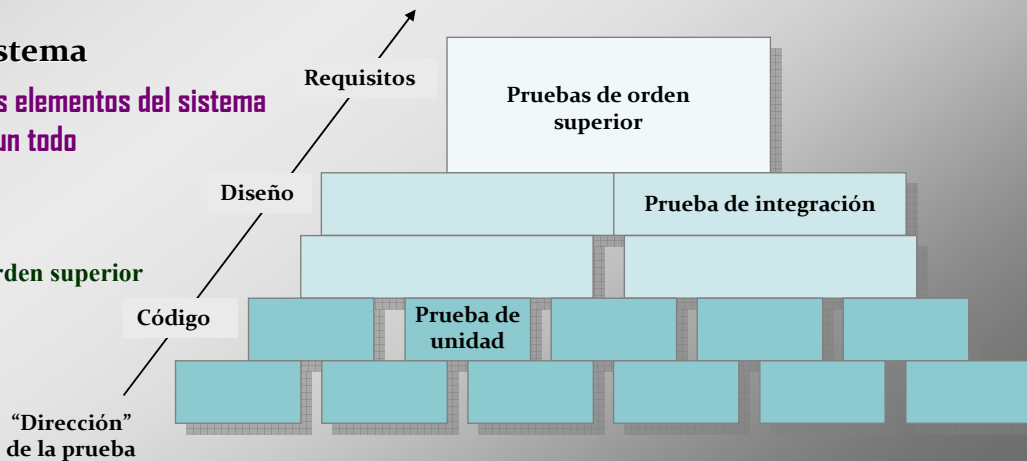 stema
s elementos del sistema
un todo
rden superior
Requisitos
Pruebas de orden
superior
Diseño
Prueba de integración
Código
Prueba de
unidad
“Dirección”
de la prueba